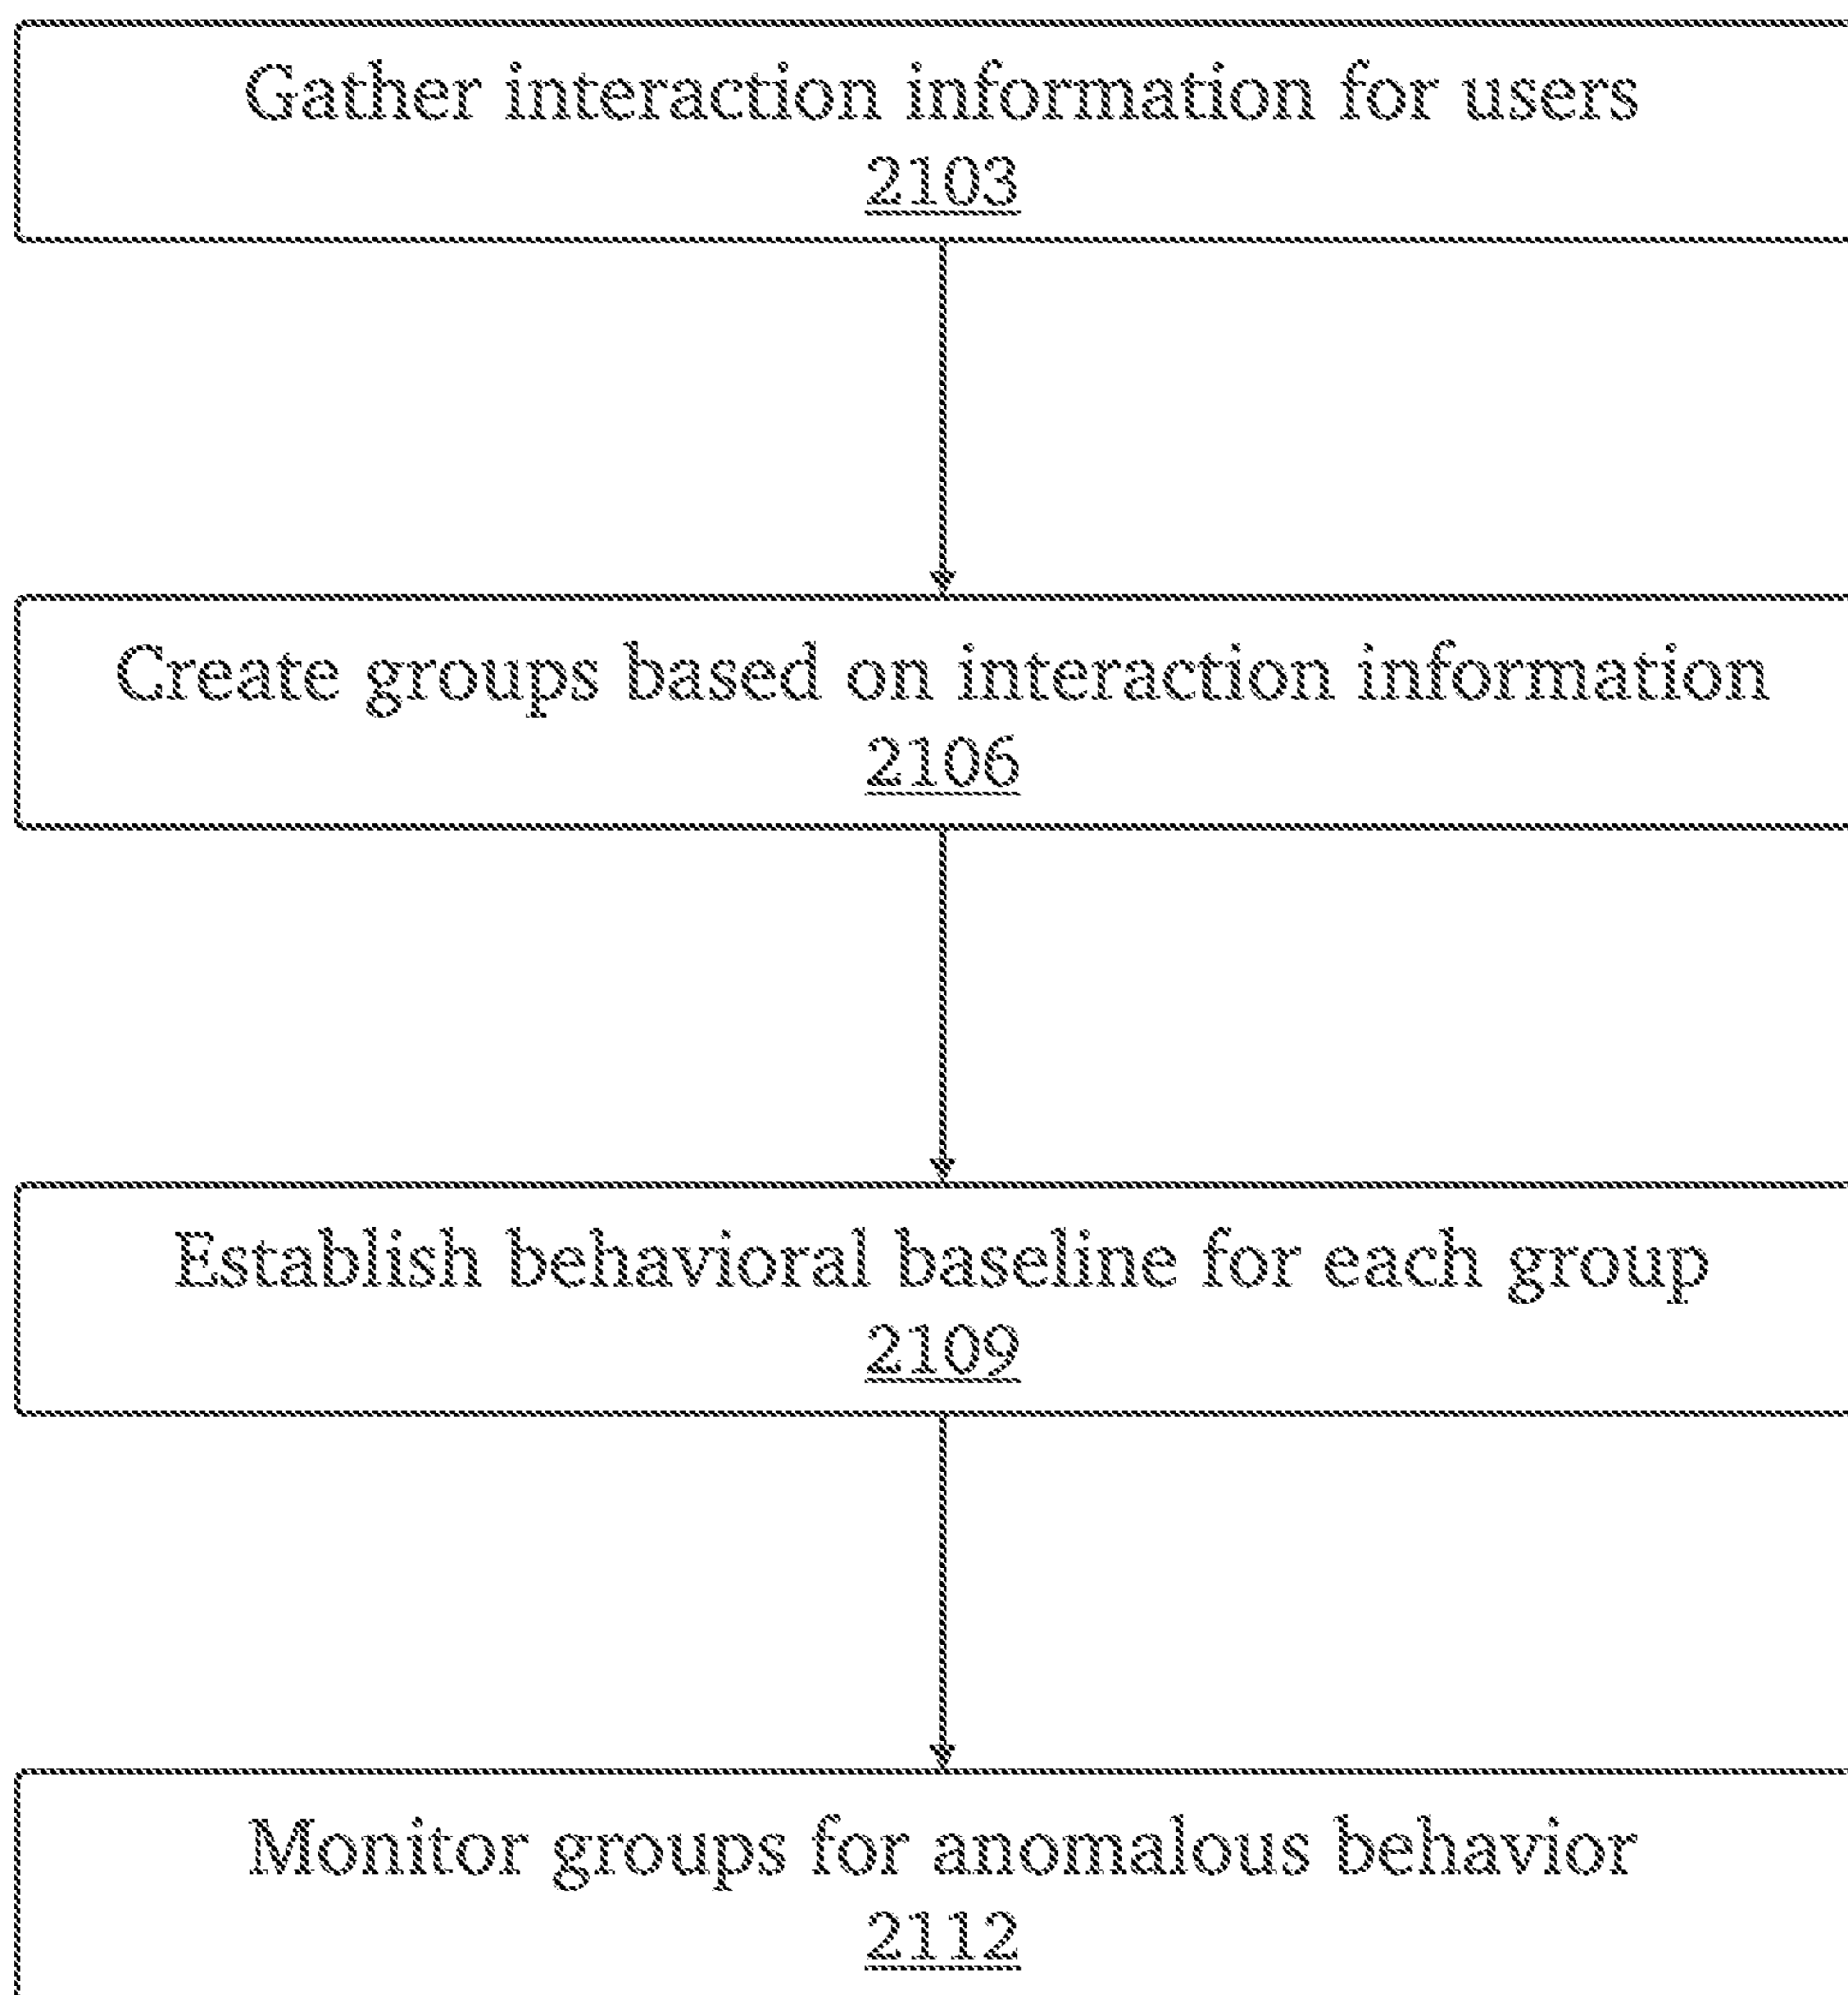 Gather interaction information for users
2103
Create groups based on interaction information
2106
Establish behavioral baseline for each group
2109
Monitor groups for anomalous behavior
2112